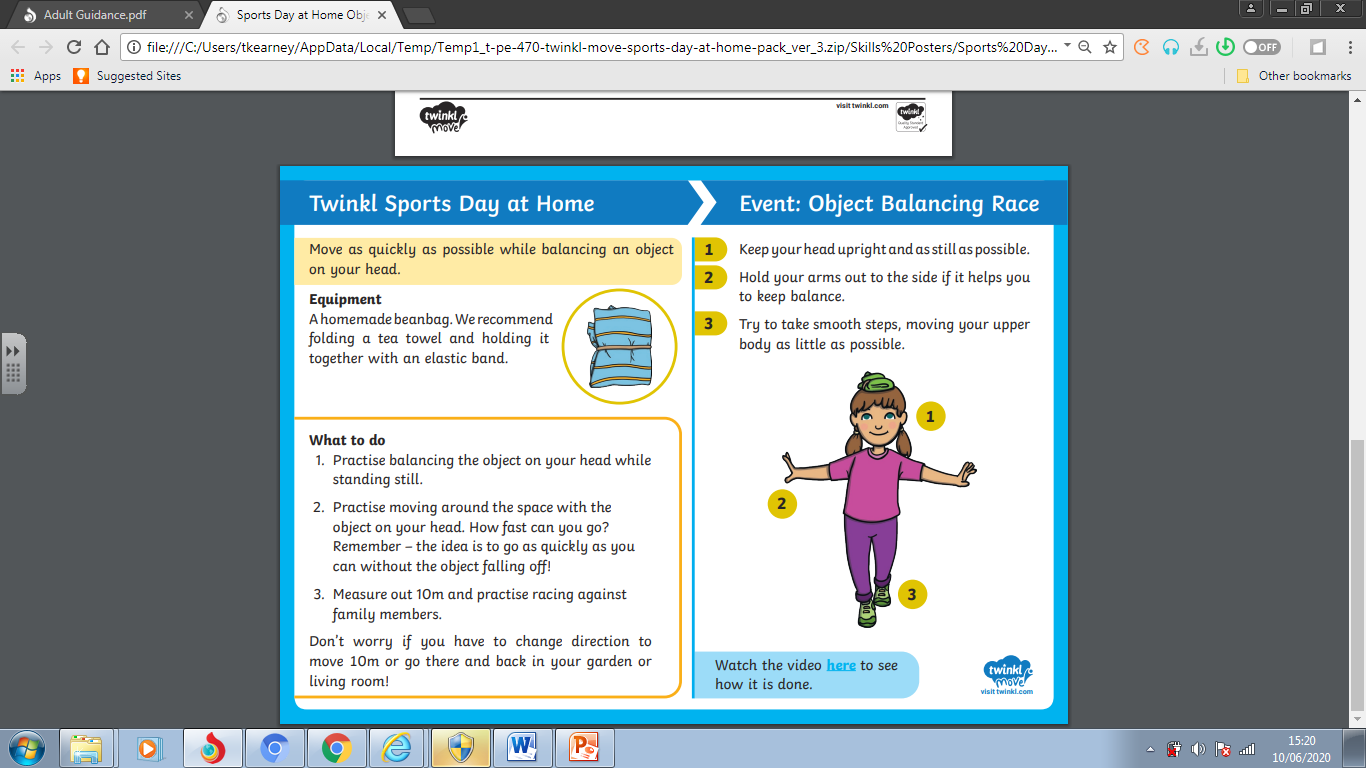 Adult Guidance.pdf
Sports Day at Home Obj
file:///C:/Users/tkearney/AppData/Local/Temp/Temp1_t-pe-470-twinkl-move-sports-day-at-home-pack_ver_3.zip/Skills%20Posters/Sports%20Day...
OFF
Apps
Suggested Sites
Other bookmarks
twinkl
move
visit twinkl.com
twinkl
Quality Standard
Approved
Twinkl Sports Day at Home
Event: Object Balancing Race
Move as quickly as possible while balancing an object
on your head.
Equipment
A homemade beanbag. We recommend
folding a tea towel and holding it
together with an elastic band.
What to do
1. Practise balancing the object on your head while
standing still.
2. Practise moving around the space with the
object on your head. How fast can you go?
Remember – the idea is to go as quickly as you
can without the object falling off!
3. Measure out 10m and practise racing against
family members.
Don't worry if you have to change direction to
move 10m or go there and back in your garden or
living room!
1 Keep your head upright and as still as possible.
2 Hold your arms out to the side if it helps you
to keep balance.
3 Try to take smooth steps, moving your upper
body as little as possible.
1
2
3
Watch the video here to see
how it is done.
twinkl
move
visit twinkl.com
15:20
10/06/2020